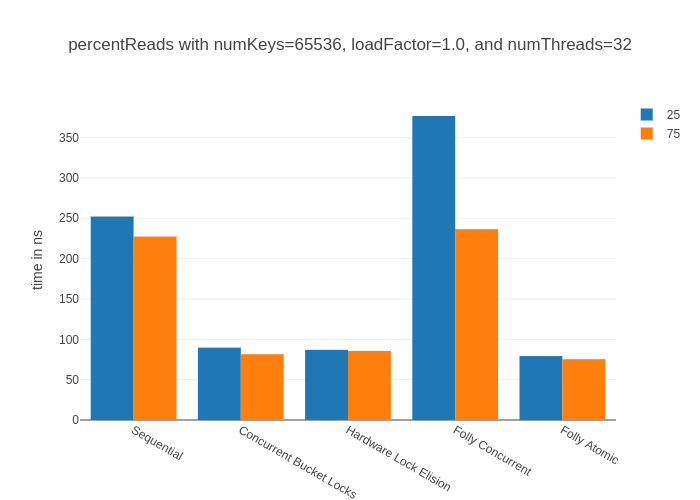 percentReads with numKeys=65536, loadFactor=1.0, and numThreads=32
25
75
time in ns
350
300
250
200
150
100
50
0
Sequential
Concurrent Bucket Locks
Hardware Lock Elision
Folly Concurrent
Folly Atomic